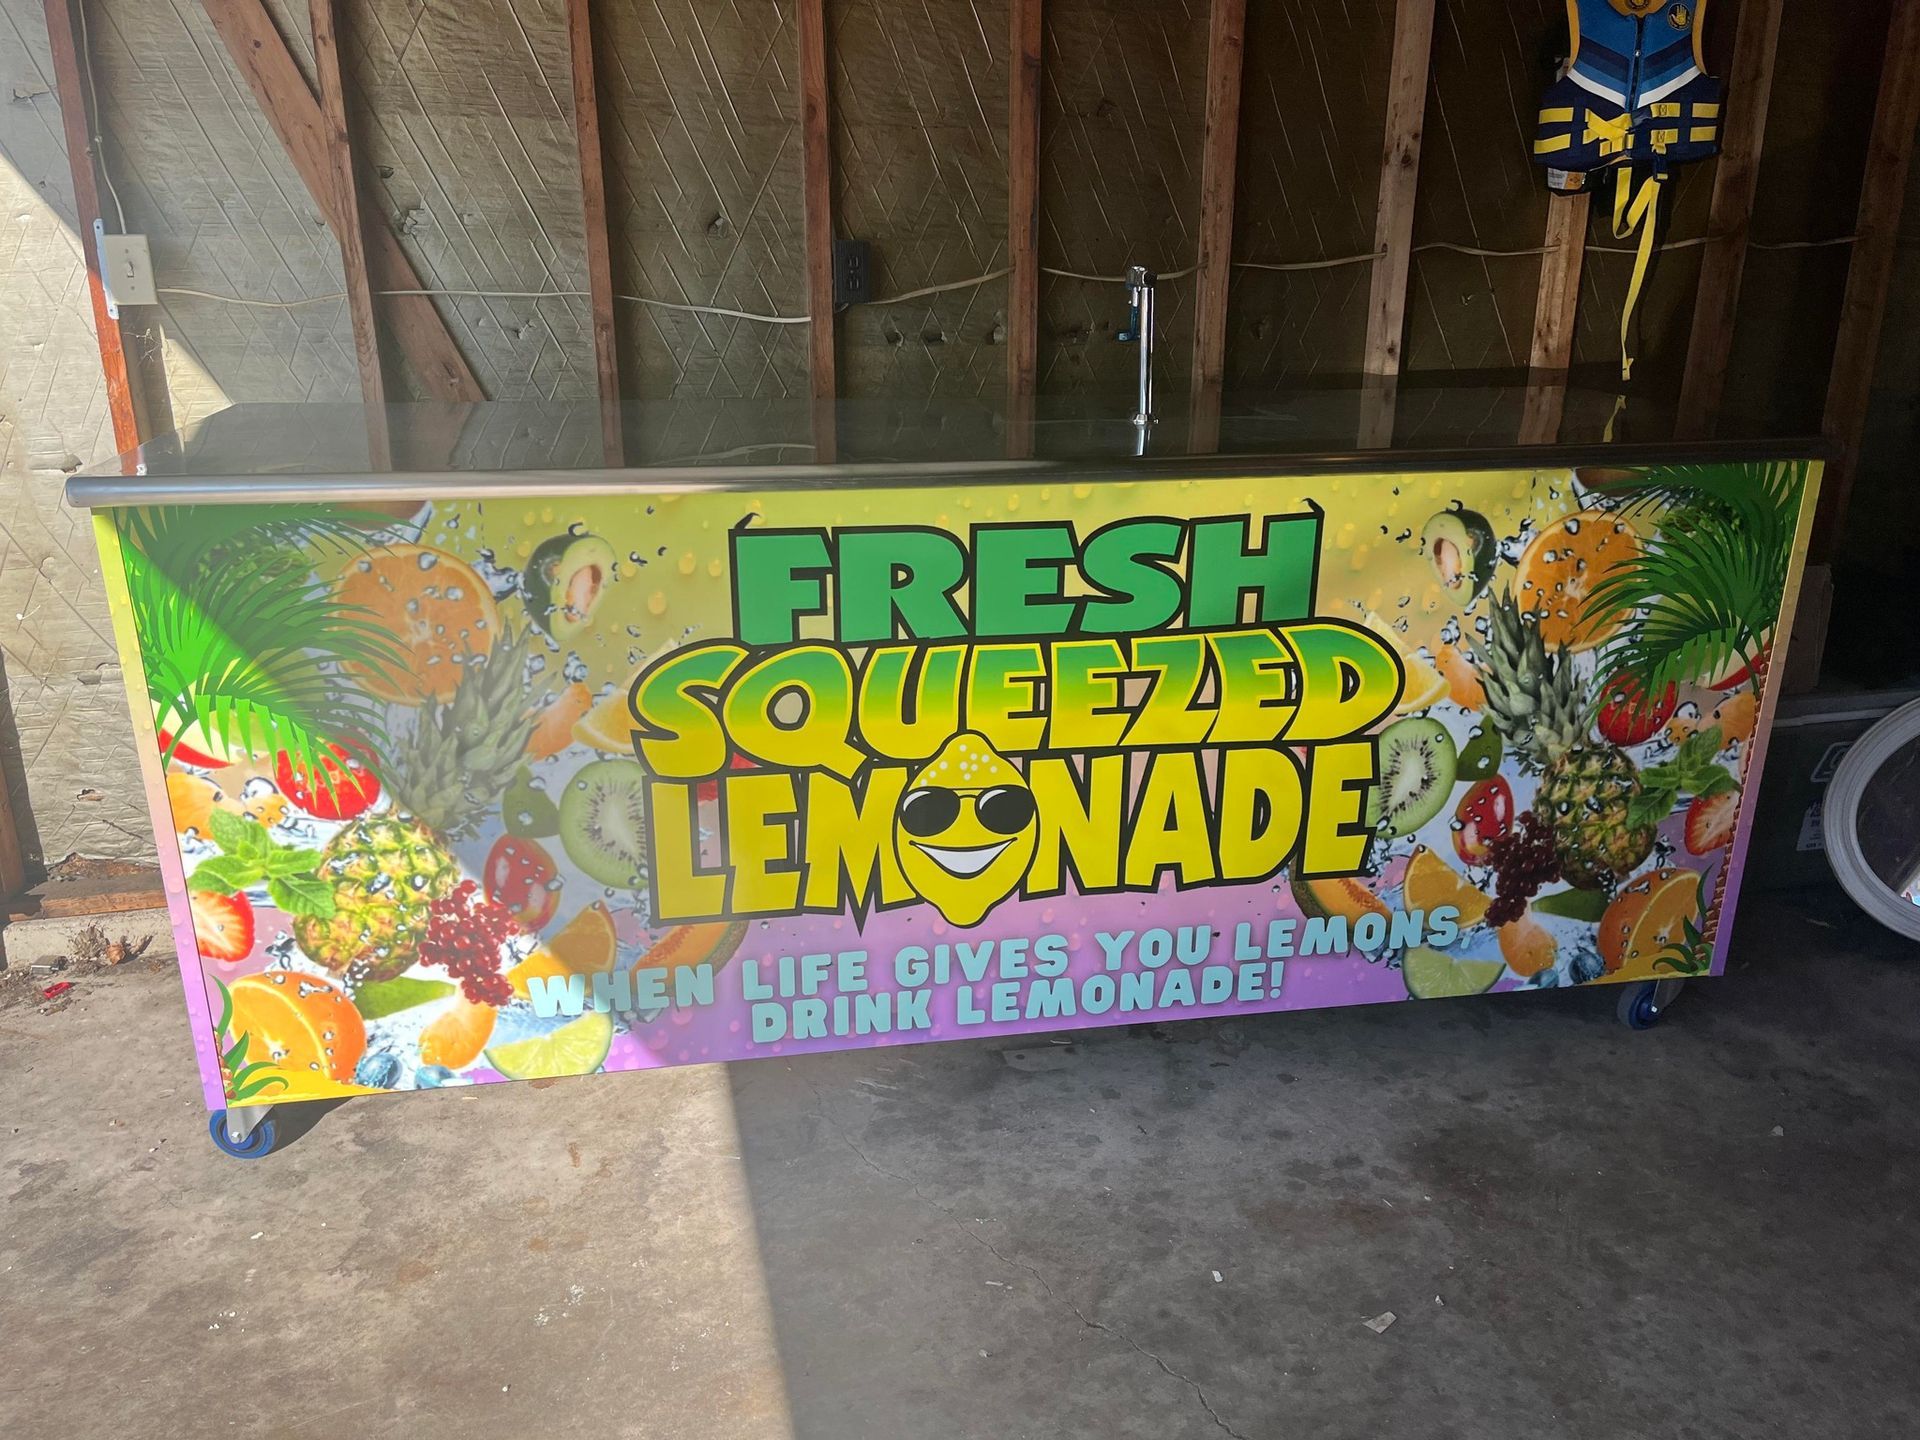 FRESH
SQUEEZED
LEMONADE
WHEN LIFE GIVES YOU LEMONS,
DRINK LEMONADE!